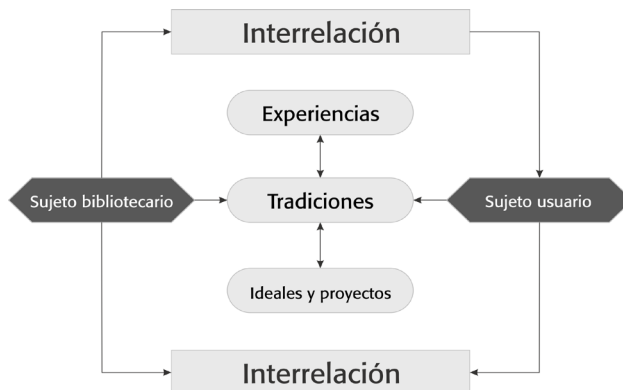 Interrelación
Experiencias
Sujeto bibliotecario
Tradiciones
Sujeto usuario
Ideales y proyectos
Interrelación